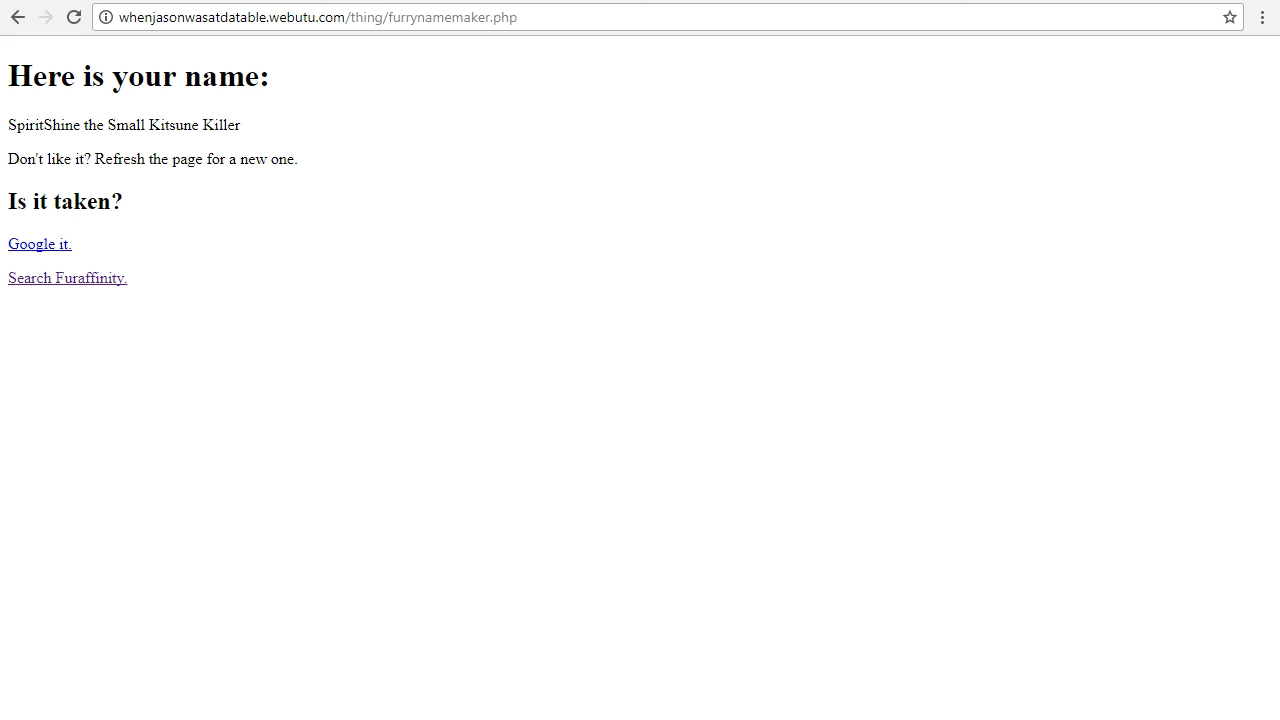 whenjasonwasatdatable.webutu.com/thing/furrynamemaker.php
Here is your name:
SpiritShine the Small Kitsune Killer
Don't like it? Refresh the page for a new one.
Is it taken?
Google it.
Search Furaffinity.